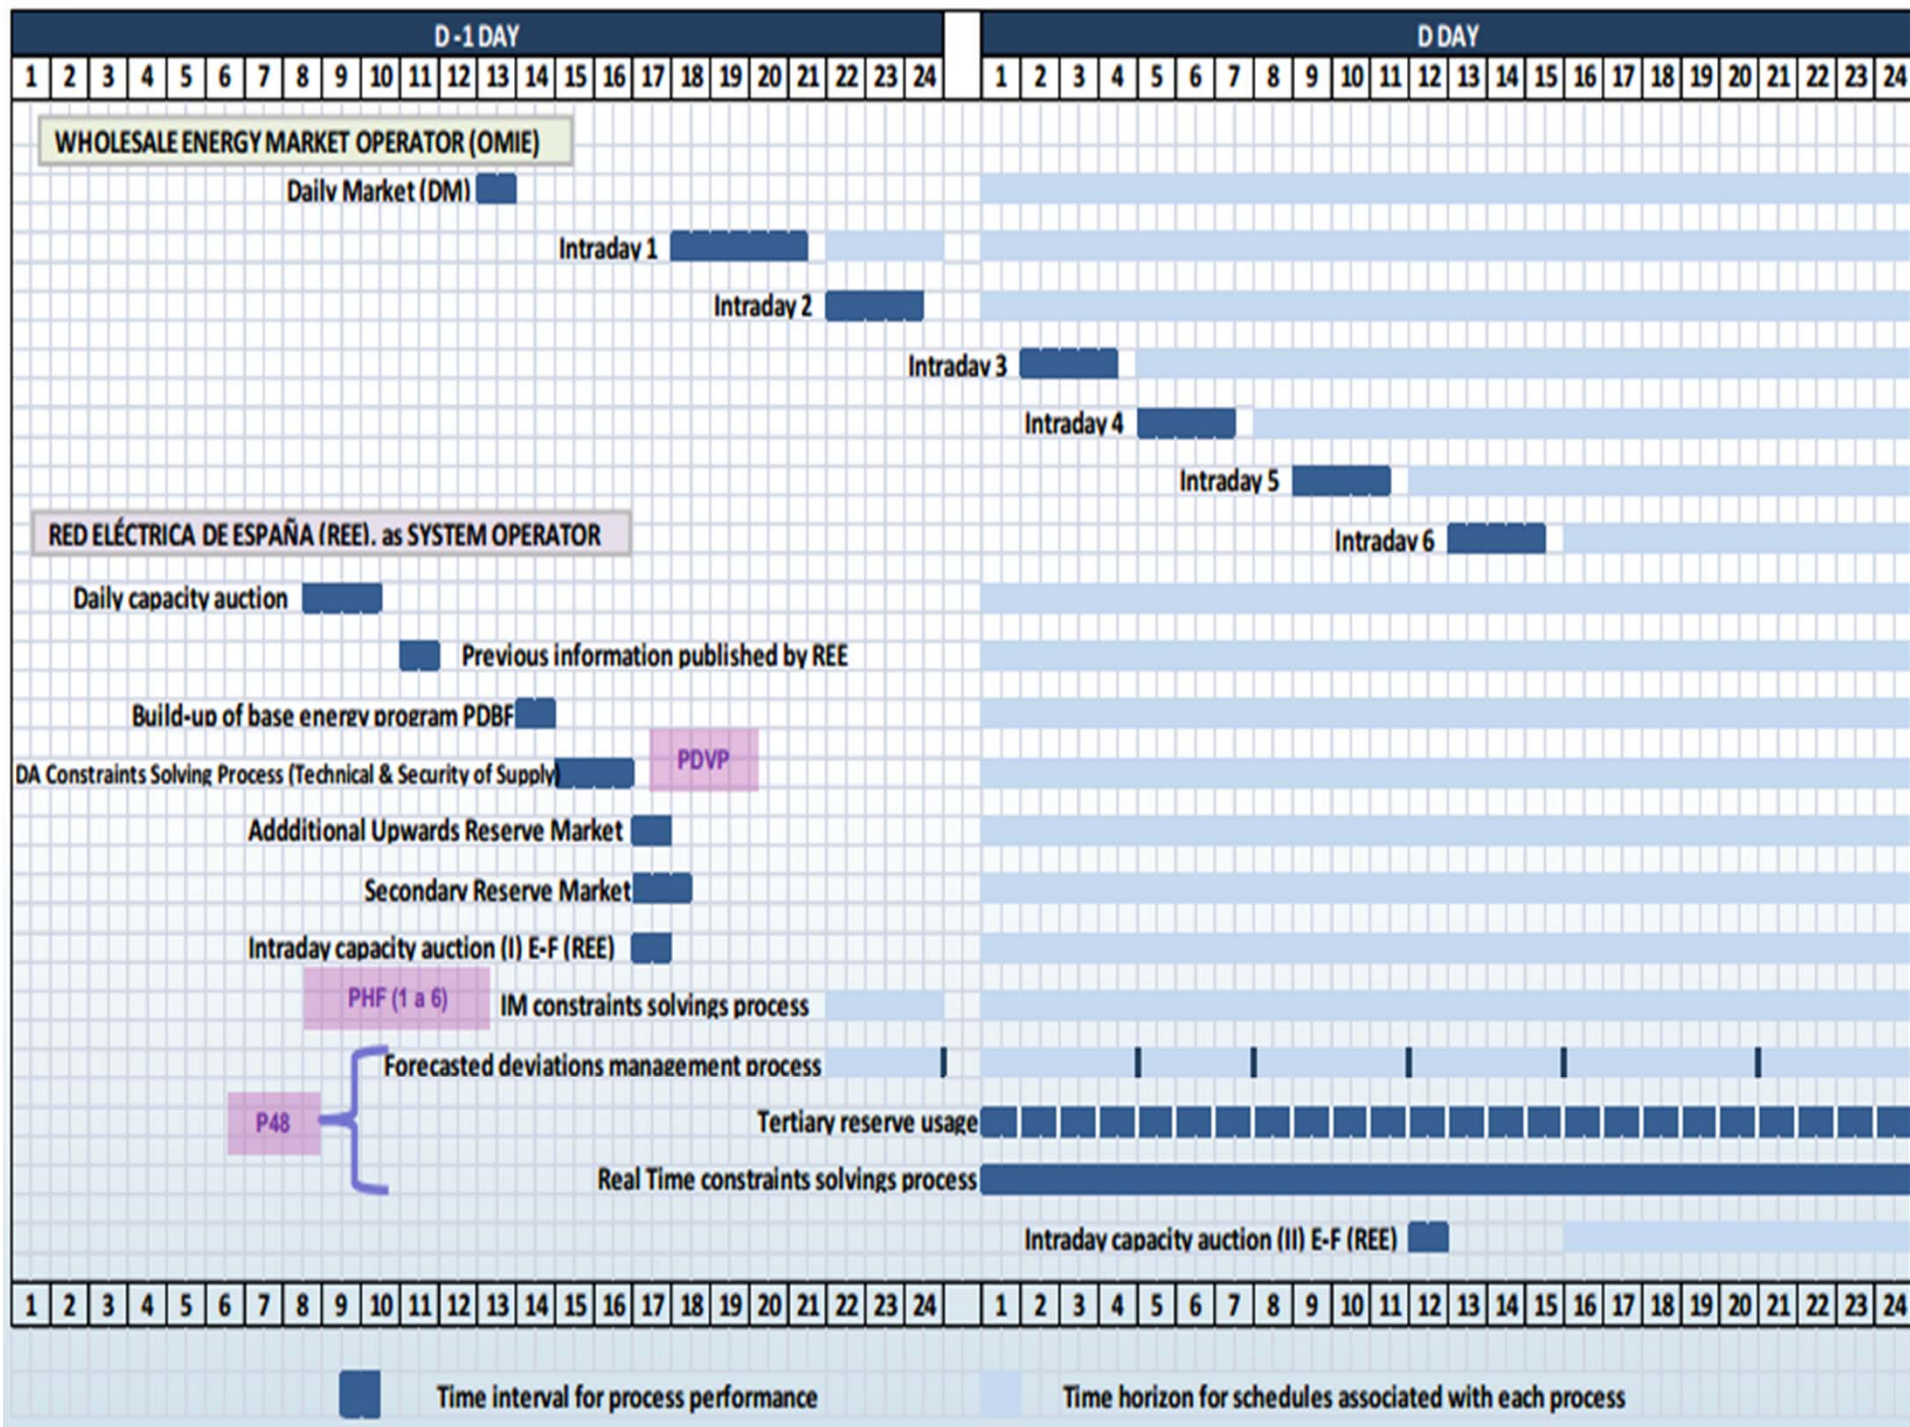 D -1 DAY D DAY
1 2 3 4 5 6 7 8 9 10 11 12 13 14 15 16 17 18 19 20 21 22 23 24 1 2 3 4 5 6 7 8 9 10 11 12 13 14 15 16 17 18 19 20 21 22 23 24
WHOLESALE ENERGY MARKET OPERATOR (OMIE)
Daily Market (DM)
Intraday 1
Intraday 2
Intraday 3
Intraday 4
Intraday 5
RED ELÉCTRICA DE ESPAÑA (REE). as SYSTEM OPERATOR
Intraday 6
Daily capacity auction
Previous information published by REE
Build-up of base energy program PDBF
PDVP
DA Constraints Solving Process (Technical & Security of Supply)
Addditional Upwards Reserve Market
Secondary Reserve Market
Intraday capacity auction (I) E-F (REE)
PHF (1 a 6)
IM constraints solvings process
Forecasted deviations management process
P48
Tertiary reserve usage
Real Time constraints solvings process
Intraday capacity auction (II) E-F (REE)
1 2 3 4 5 6 7 8 9 10 11 12 13 14 15 16 17 18 19 20 21 22 23 24 1 2 3 4 5 6 7 8 9 10 11 12 13 14 15 16 17 18 19 20 21 22 23 24
Time interval for process performance
Time horizon for schedules associated with each process